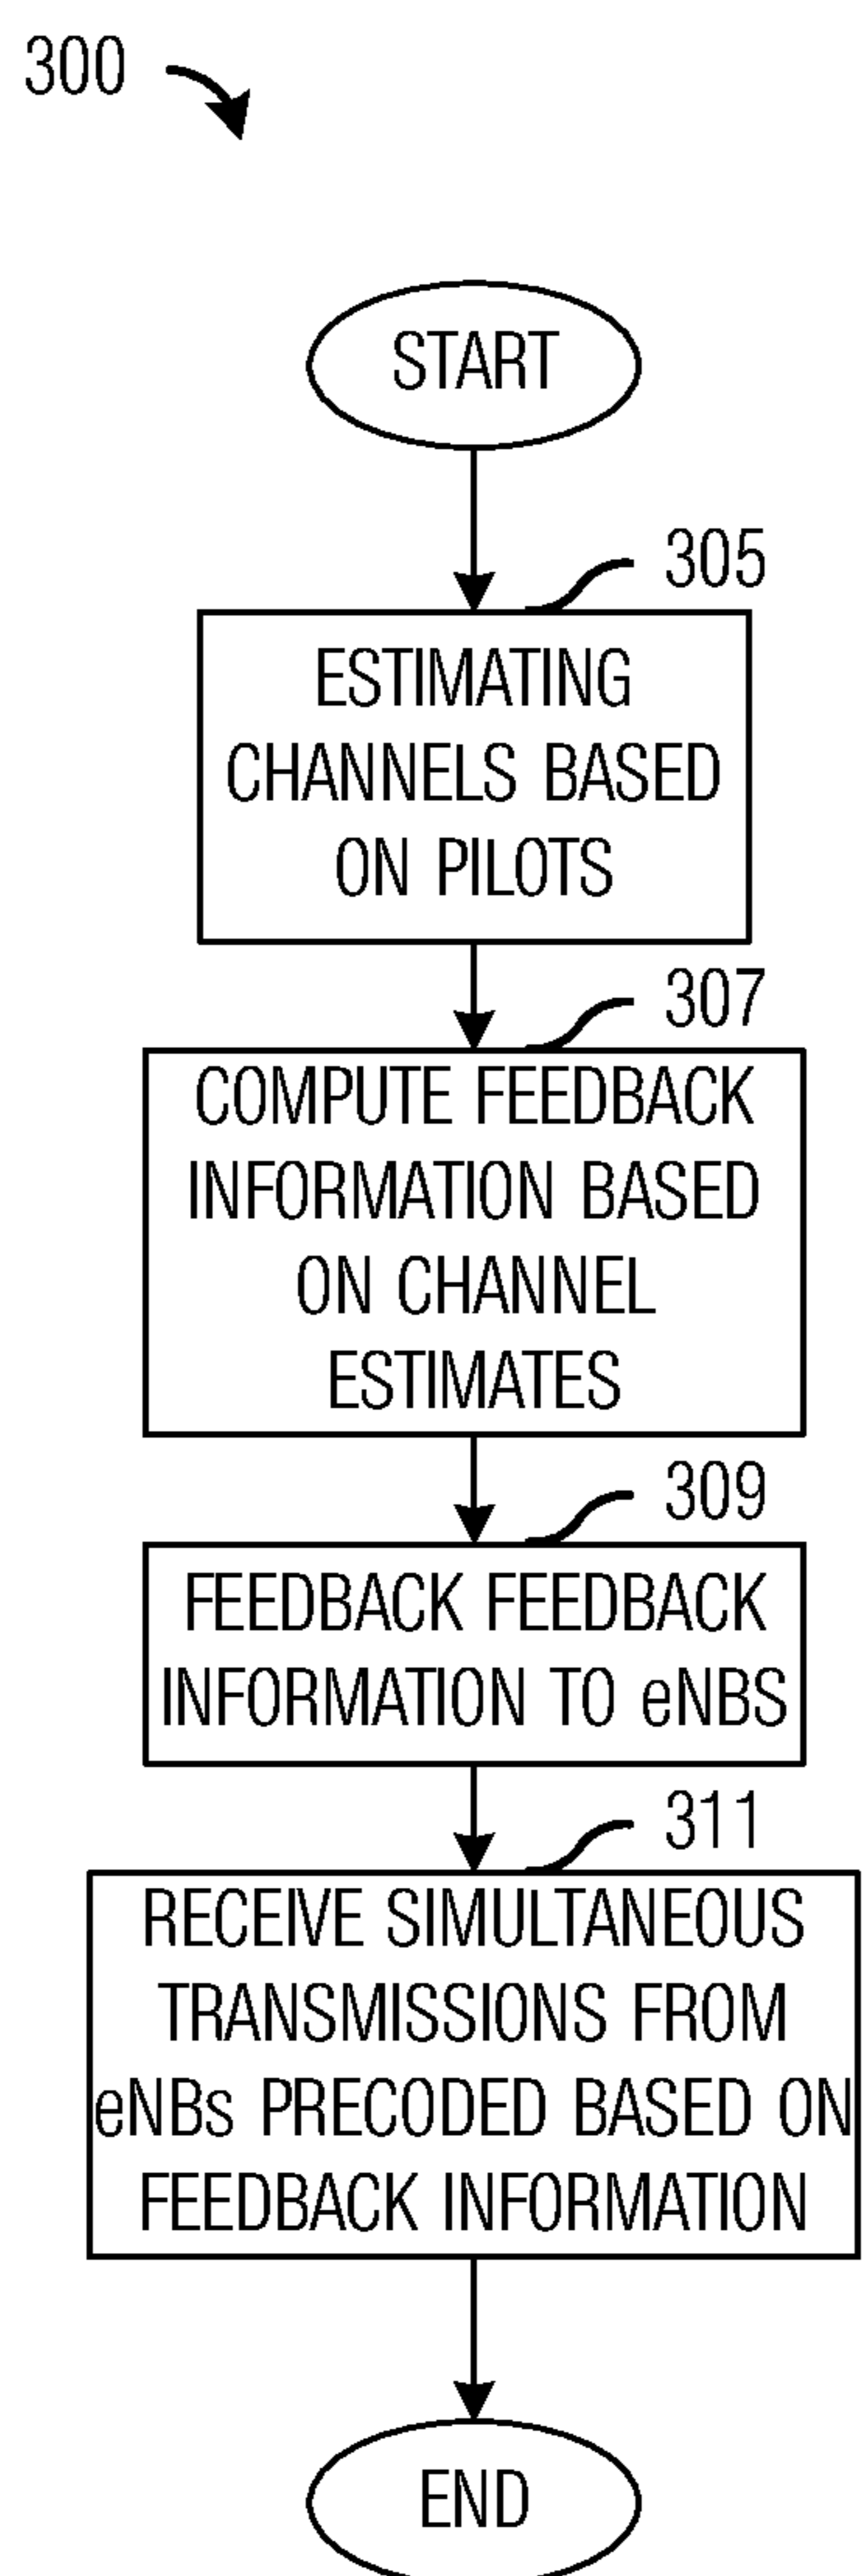 300
START
305
ESTIMATING
CHANNELS BASED
ON PILOTS
307
COMPUTE FEEDBACK
INFORMATION BASED
ON CHANNEL
ESTIMATES
309
FEEDBACK FEEDBACK
INFORMATION TO eNBS
311
RECEIVE SIMULTANEOUS
TRANSMISSIONS FROM
eNBs PRECODED BASED ON
FEEDBACK INFORMATION
END